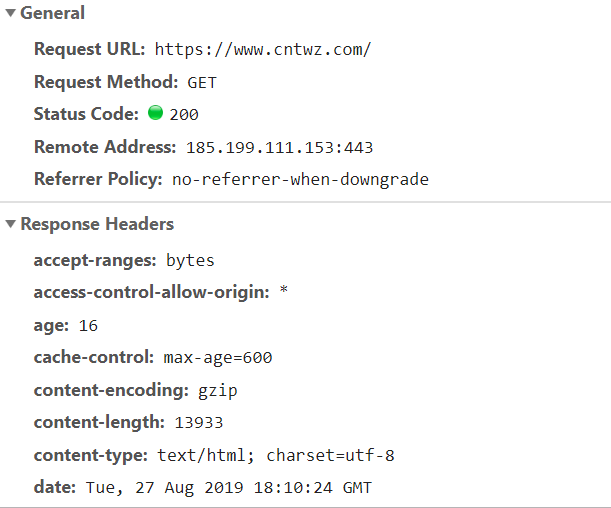 General
Request URL: https://www.cntwz.com/
Request Method: GET
Status Code: 200
Remote Address: 185.199.111.153:443
Referrer Policy: no-referrer-when-downgrade
Response Headers
accept-ranges: bytes
access-control-allow-origin: *
age: 16
cache-control: max-age=600
content-encoding: gzip
content-length: 13933
content-type: text/html; charset=utf-8
date: Tue, 27 Aug 2019 18:10:24 GMT